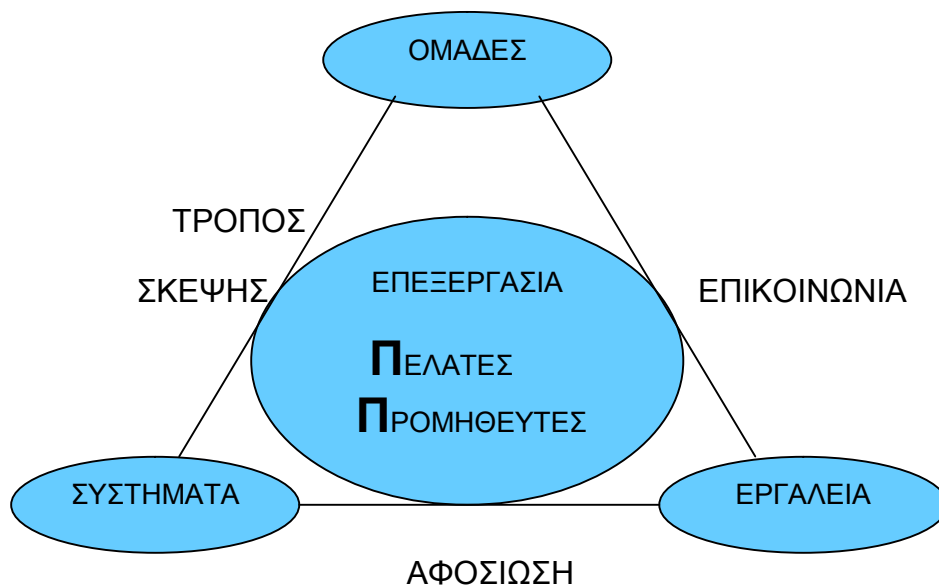 ΟΜΑΔΕΣ
ΤΡΟΠΟΣ
ΣΚΕΨΗΣ
ΕΠΕΞΕΡΓΑΣΙΑ
ΕΠΙΚΟΙΝΩΝΙΑ
ΠΕΛΑΤΕΣ
ΠΡΟΜΗΘΕΥΤΕΣ
ΣΥΣΤΗΜΑΤΑ
ΕΡΓΑΛΕΙΑ
ΑΦΟΣΙΩΣΗ